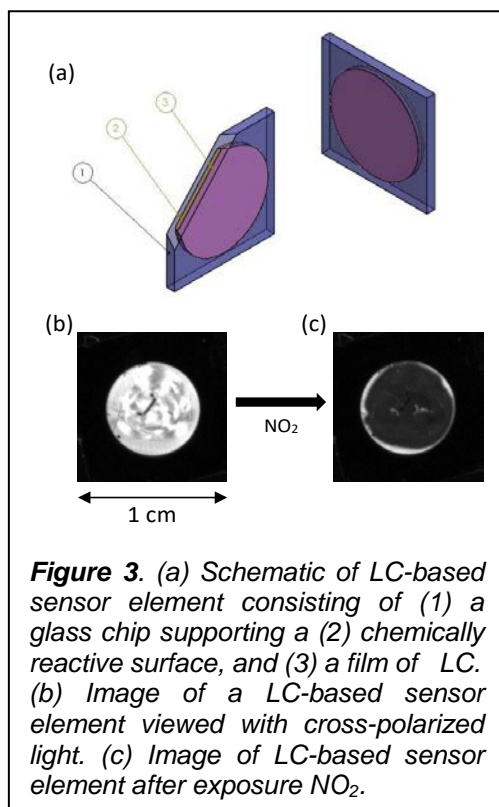 (a)
3
2
1
(b)
(c)
NO₂
1 cm
Figure 3. (a) Schematic of LC-based
sensor element consisting of (1) a
glass chip supporting a (2) chemically
reactive surface, and (3) a film of LC.
(b) Image of a LC-based sensor
element viewed with cross-polarized
light. (c) Image of LC-based sensor
element after exposure NO₂.